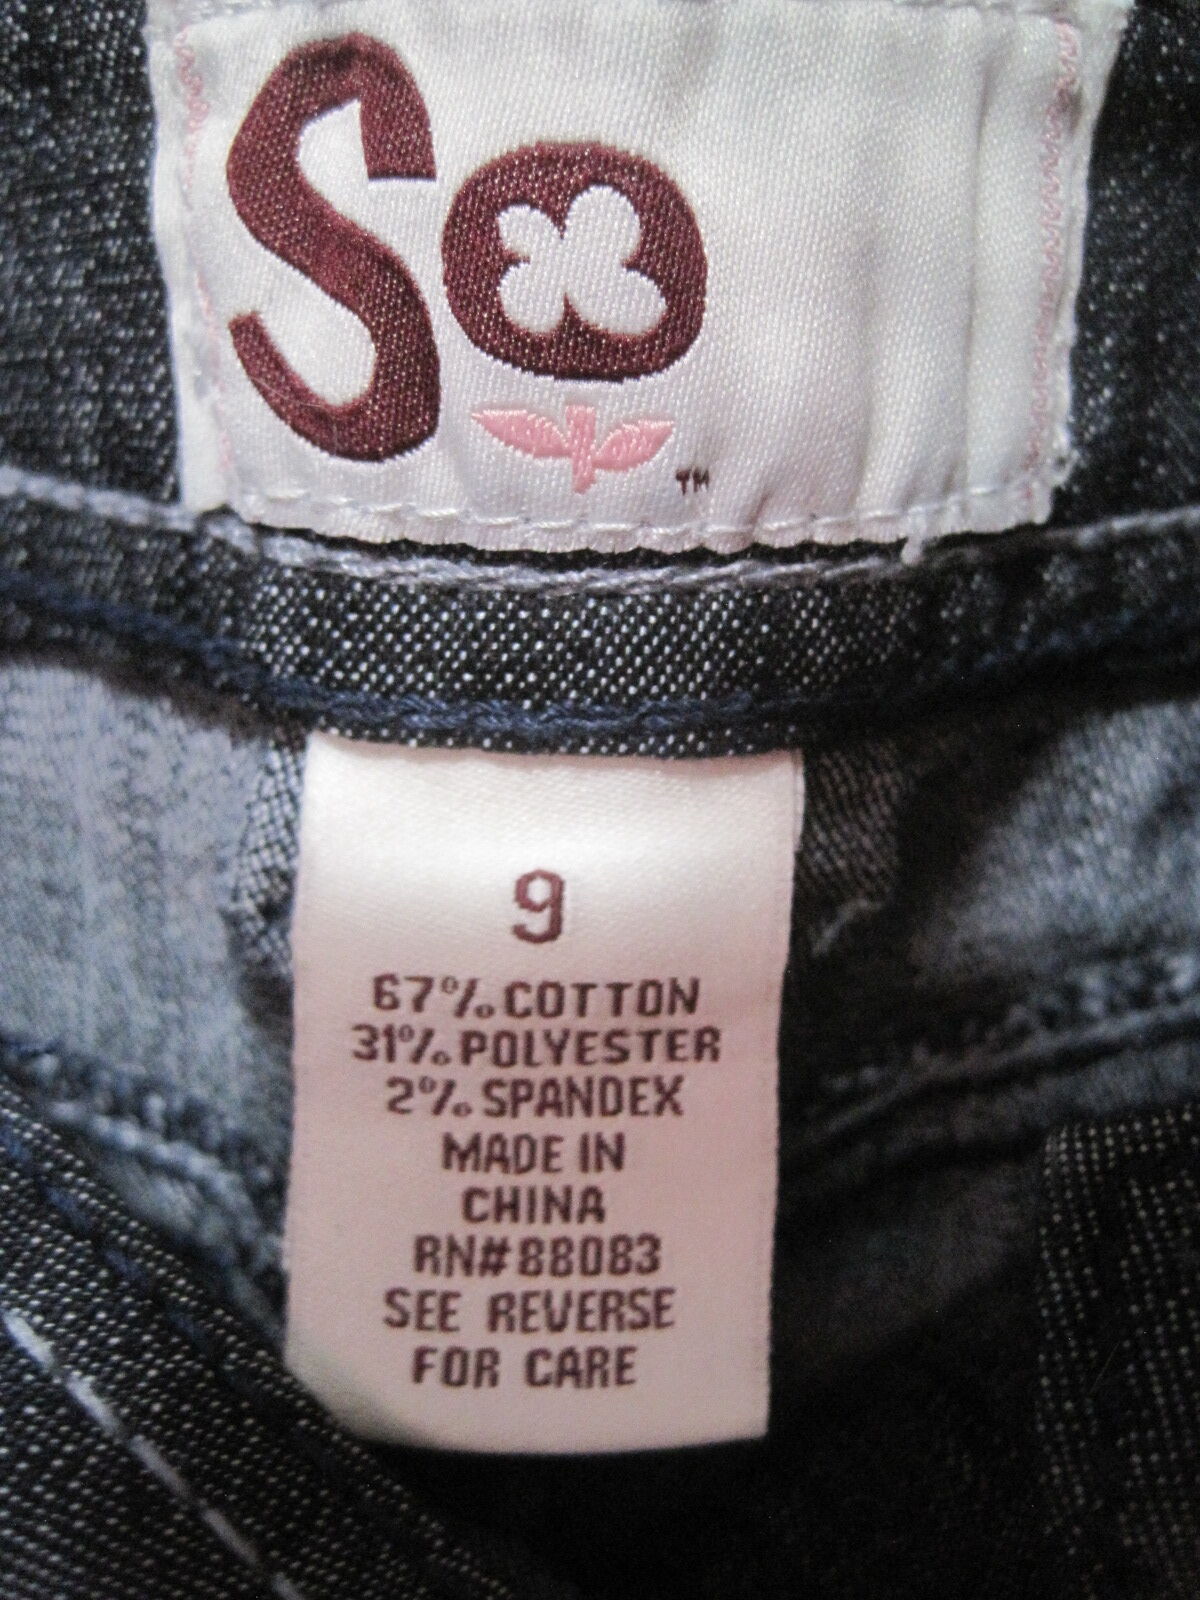 So
TM
9
67% COTTON
31% POLYESTER
2% SPANDEX
MADE IN
CHINA
RN#88083
SEE REVERSE
FOR CARE